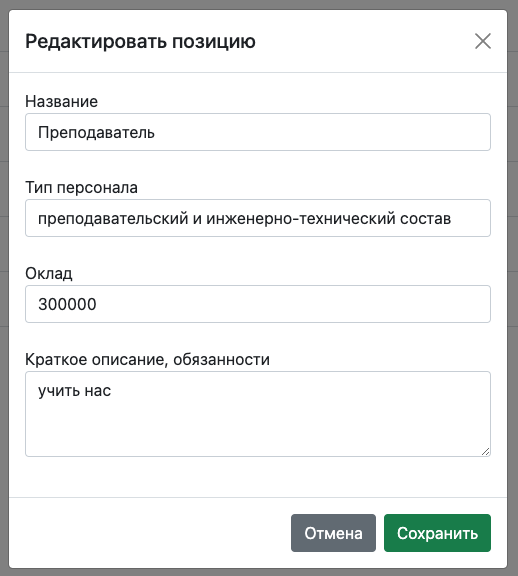 Редактировать позицию
Название
Преподаватель
Тип персонала
преподавательский и инженерно-технический состав
Оклад
300000
Краткое описание, обязанности
учить нас
Отмена
Сохранить